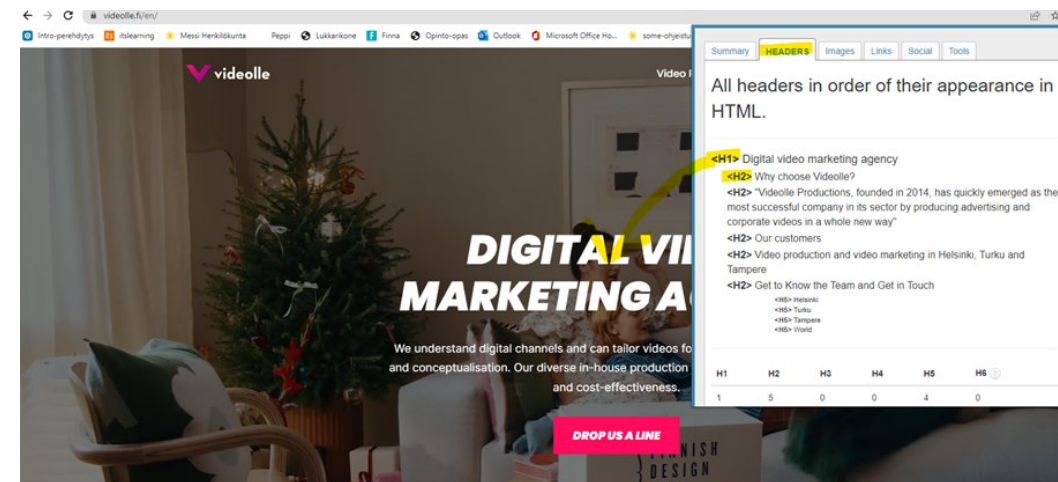 videolle.fi/en/
Intro-perehdytys itslearning Messi Henkilökunta Peppi Lukkarikone Finna Opinto-opas Outlook Microsoft Office Ho... some-ohjeistu
videolle
Video
DIGITAL VI
MARKETING A
We understand digital channels and can tailor videos fo
and conceptualisation. Our diverse in-house production
and cost-effectiveness.
DROP US A LINE
DESIGN
Summary HEADERS Images Links Social Tools
All headers in order of their appearance in
HTML.
<H1> Digital video marketing agency
<H2> Why choose Videolle?
<H2> "Videolle Productions, founded in 2014, has quickly emerged as the
most successful company in its sector by producing advertising and
corporate videos in a whole new way"
<H2> Our customers
<H2> Video production and video marketing in Helsinki, Turku and
Tampere
<H2> Get to Know the Team and Get in Touch
<H5> Helsinki
<H5> Turku
<H5> Tampere
<H5> World
H1 H2 H3 H4 H5 H6
1 5 0 0 4 0